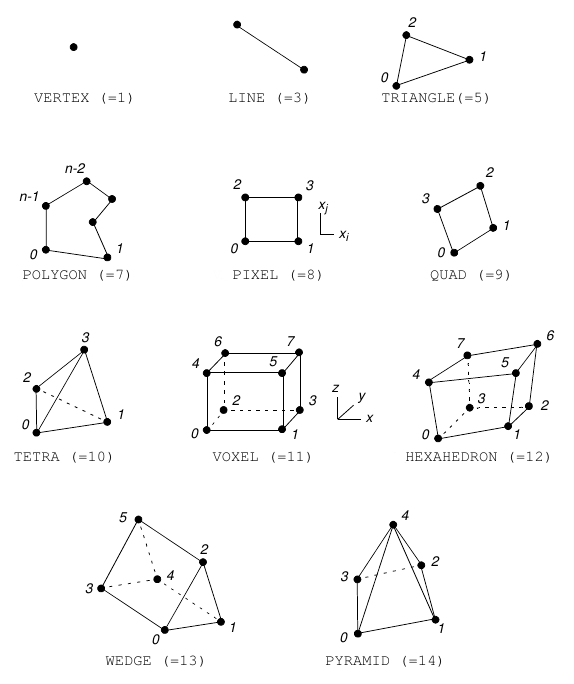 2
1
0
VERTEX (=1) LINE (=3) TRIANGLE(=5)
n-2
n-1
0 1
2 3
0 1
xj
xi
2
3
1
0
POLYGON (=7) PIXEL (=8) QUAD (=9)
3
2
0 1
6 7
4 5
2 3
0 1
z
y
x
7 6
4 5
3 2
0 1
TETRA (=10) VOXEL (=11) HEXAHEDRON (=12)
5
2
3 4
0 1
4
3 2
0 1
WEDGE (=13) PYRAMID (=14)